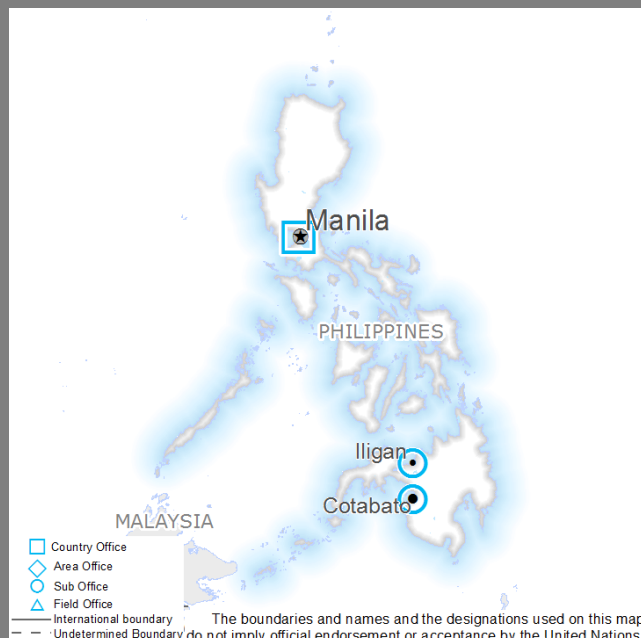 Manila
PHILIPPINES
Iligan
Cotabato
MALAYSIA
Country Office
Area Office
Sub Office
Field Office
International boundary
Undetermined Boundary
The boundaries and names and the designations used on this map
do not imply official endorsement or acceptance by the United Nations